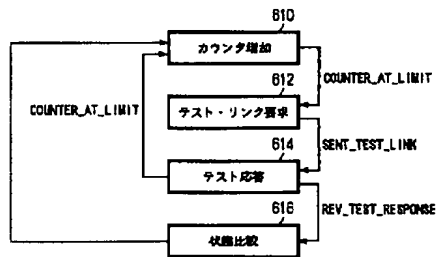 610
カウンタ増加
612
COUNTER_AT_LIMIT
COUNTER_AT_LIMIT
テスト・リンク要求
614
SENT_TEST_LINK
テスト応答
616
REV_TEST_RESPONSE
状態比較